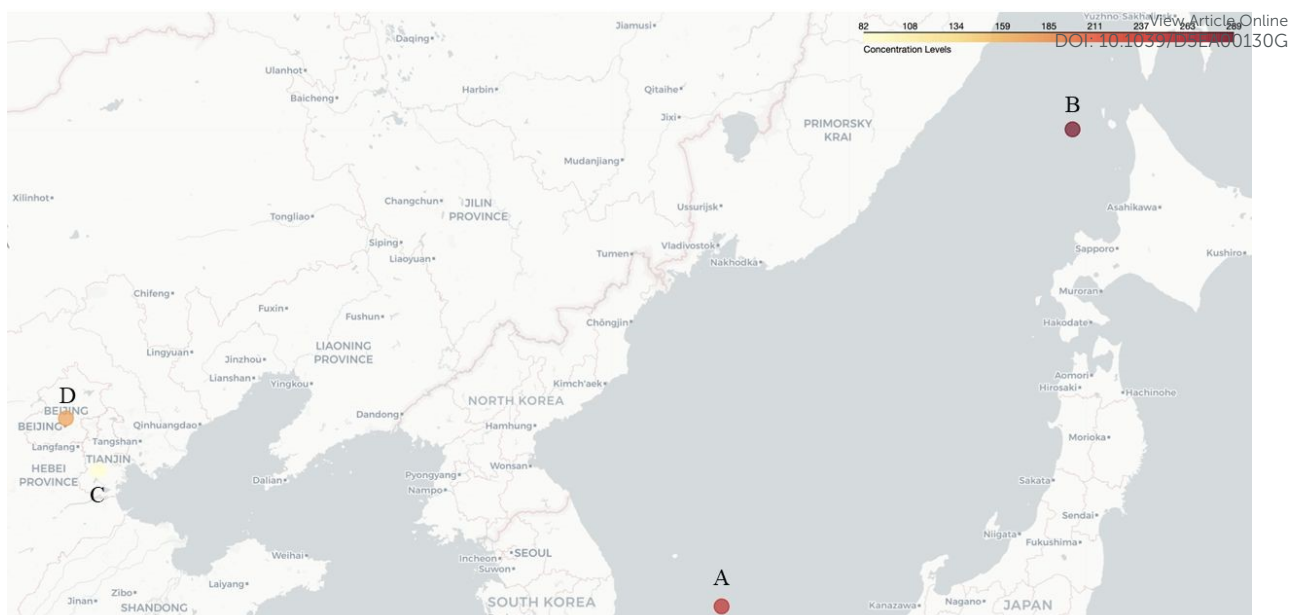 View Article Online
DOI: 10.1039/D5EA00130G
82 108 134 159 185 211 237 263 289
Concentration Levels
Yuzhno-Sakhalinsk
Jiamusi
Daqing
Ulanhot
Baicheng
Harbin
Qitaihe
Jixi
B
PRIMORSKY
KRAI
Mudanjiang
Xilinhot
Changchun
JILIN
PROVINCE
Tongliao
Ussurijsk
Asahikawa
Siping
Liaoyuan
Tumen
Vladivostok
Nakhodka
Sapporo
Kushiro
Chifeng
Muroran
Fuxin
Fushun
Chŏngjin
Hakodate
Lingyuan
Jinzhou
LIAONING
PROVINCE
Lianshan
Yingkou
Kimch'aek
Aomori
Hirosaki
Hachinohe
D
BEIJING
BEIJING
Qinhuangdao
Dandong
NORTH KOREA
Hamhung
Langfang
Tangshan
TIANJIN
Morioka
HEBEI
PROVINCE
C
Dalian
Pyongyang
Nampo
Wonsan
Sakata
Sendai
Niigata
Fukushima
Weihai
Incheon
SEOUL
Suwon
Laiyang
Zibo
Jinan
SHANDONG
SOUTH KOREA
A
Kanazawa
Nagano
JAPAN